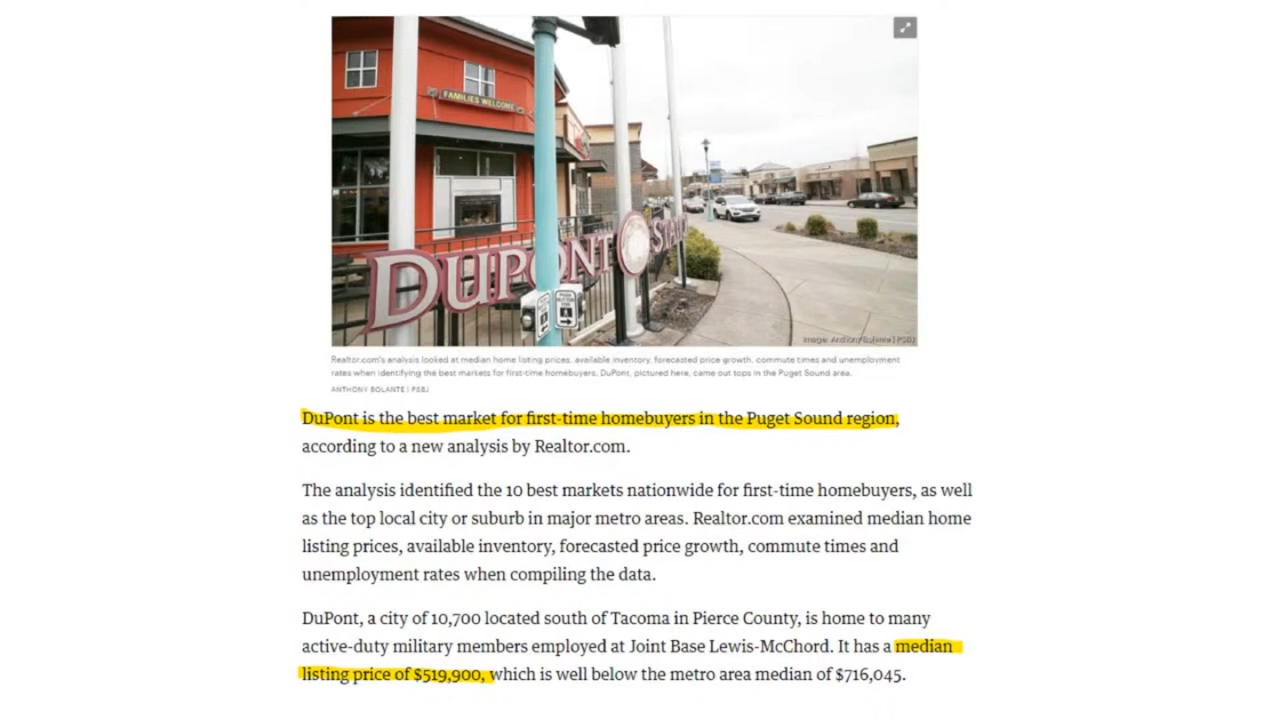 FAMILIES WELCOME
DUPONT STATION
Image: Anthony Bolante | PSBJ
Realtor.com's analysis looked at median home listing prices, available inventory, forecasted price growth, commute times and unemployment
rates when identifying the best markets for first-time homebuyers. DuPont, pictured here, came out tops in the Puget Sound area.
ANTHONY BOLANTE | PSBJ
DuPont is the best market for first-time homebuyers in the Puget Sound region,
according to a new analysis by Realtor.com.
The analysis identified the 10 best markets nationwide for first-time homebuyers, as well
as the top local city or suburb in major metro areas. Realtor.com examined median home
listing prices, available inventory, forecasted price growth, commute times and
unemployment rates when compiling the data.
DuPont, a city of 10,700 located south of Tacoma in Pierce County, is home to many
active-duty military members employed at Joint Base Lewis-McChord. It has a median
listing price of $519,900, which is well below the metro area median of $716,045.